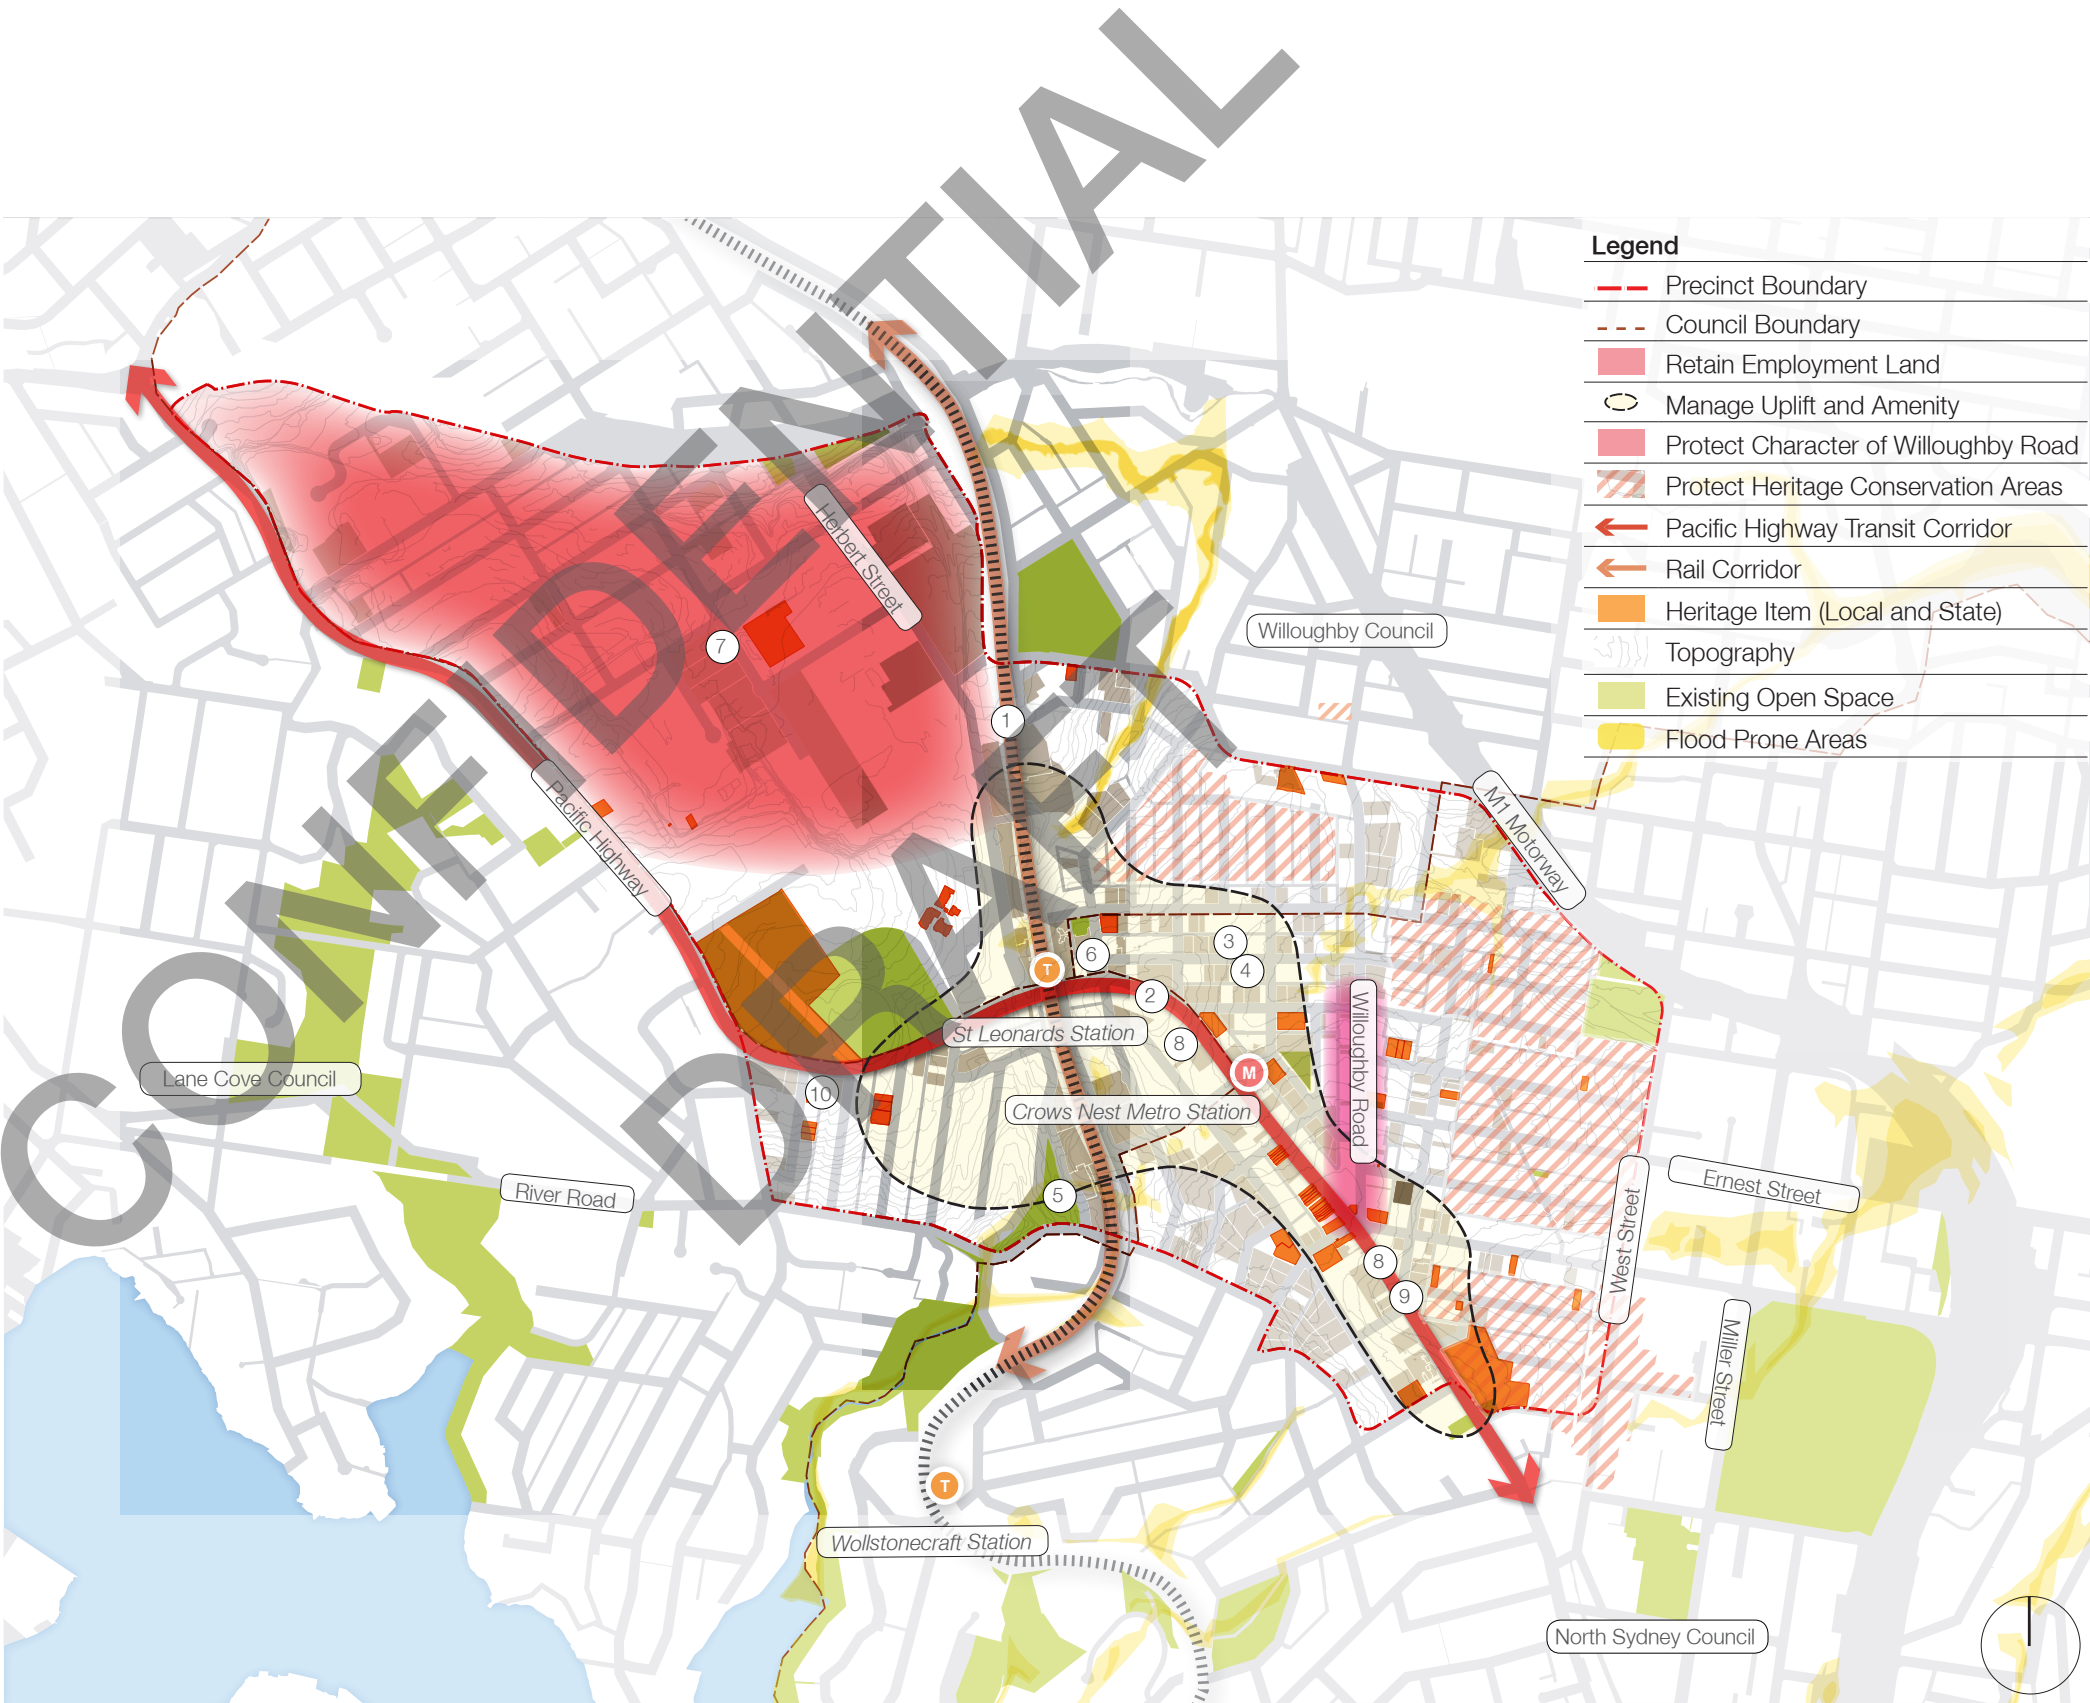 CONFIDENTIAL
DRAFT
Legend
Precinct Boundary
Council Boundary
Retain Employment Land
Manage Uplift and Amenity
Protect Character of Willoughby Road
Protect Heritage Conservation Areas
Pacific Highway Transit Corridor
Rail Corridor
Heritage Item (Local and State)
Topography
Existing Open Space
Flood Prone Areas
Herbert Street
7
Willoughby Council
1
Pacific Highway
M1 Motorway
3
6
4
T
2
St Leonards Station
8
Willoughby Road
M
Lane Cove Council
10
Crows Nest Metro Station
River Road
5
Ernest Street
West Street
8
9
Miller Street
T
Wollstonecraft Station
North Sydney Council